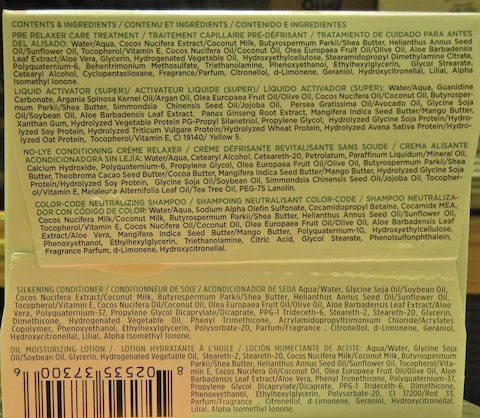 CONTENTS & INGREDIENTS / CONTENU ET INGRÉDIENTS / CONTENIDO E INGREDIENTES
PRE RELAXER CARE TREATMENT / TRAITEMENT CAPILLAIRE PRÉ-DÉFRISANT / TRATAMIENTO DE CUIDADO PARA ANTES
DEL ALISADO: Water/Aqua, Cocos Nucifera Extract/Coconut Milk, Butyrospermum Parkii/Shea Butter, Helianthus Annus Seed
Oil/Sunflower Oil, Tocopherol/Vitamin E, Cocos Nucifera Oil/Coconut Oil, Olea Europaea Fruit Oil/Olive Oil, Aloe Barbadensis
Leaf Extract/Aloe Vera, Glycerin, Hydrogenated Vegetable Oil, Hydroxyethylcellulose, Stearamidopropyl Dimethylamine Citrate,
Polyquaternium-6, Behentrimonium Methosulfate, Triethanolamine, Phenoxyethanol, Ethylhexylglycerin, Glycol Stearate,
Cetearyl Alcohol, Cyclopentasiloxane, Fragrance/Parfum, Citronellol, d-Limonene, Geraniol, Hydroxycitronellal, Lilial, Alpha
Isomethyl Ionone.
LIQUID ACTIVATOR (SUPER)/ ACTIVATEUR LIQUIDE (SUPER)/ LIQUIDO ACTIVADOR (SUPER): Water/Aqua, Guanidine
Carbonate, Argania Spinosa Kernel Oil/Argan Oil, Olea Europaea Fruit Oil/Olive Oil, Cocos Nucifera Oil/Coconut Oil, Butyrosper-
mum Parkii/Shea Butter, Simmondsia Chinensis Seed Oil/Jojoba Oil, Persea Gratissima Oil/Avocado Oil, Glycine Soja
Oil/Soybean Oil, Aloe Barbadensis Leaf Extract, Panax Ginseng Root Extract, Mangifera Indica Seed Butter/Mango Butter,
Xanthan Gum, Hydrolyzed Vegetable Protein PG-Propyl Silanetriol, Propylene Glycol, Hydrolyzed Glycine Soja Protein/Hydro-
lyzed Soy Protein, Hydrolyzed Triticum Vulgare Protein/Hydrolyzed Wheat Protein, Hydrolyzed Avena Sativa Protein/Hydro-
lyzed Oat Protein, Tocopherol/Vitamin E, CI 19140/ Yellow 5.
NO-LYE CONDITIONING CRÈME RELAXER / CRÈME DÉFRISANTE REVITALISANTE SANS SOUDE / CREMA ALISANTE
ACONDICIONADORA SIN LEJÍA: Water/Aqua, Cetearyl Alcohol, Ceteareth-20, Petrolatum, Paraffinum Liquidum/Mineral Oil,
Calcium Hydroxide, Polyquaternium-6, Propylene Glycol, Olea Europaea Fruit Oil/Olive Oil, Butyrospermum Parkii/Shea
Butter, Theobroma Cacao Seed Butter/Cocoa Butter, Mangifera Indica Seed Butter/Mango Butter, Hydrolyzed Glycine Soja
Protein/Hydrolyzed Soy Protein, Glycine Soja Oil/Soybean Oil, Simmondsia Chinensis Seed Oil/Jojoba Oil, Tocopher-
ol/Vitamin E, Melaleuca Alternifolia Leaf Oil/Tea Tree Oil, PEG-75 Lanolin.
COLOR-CODE NEUTRALIZING SHAMPOO / SHAMPOING NEUTRALISANT COLOR-CODE / SHAMPOO NEUTRALIZA-
DOR CON CÓDIGO DE COLOR: Water/Aqua, Sodium Alpha Olefin Sulfonate, Cocamidopropyl Betaine, Cocamide MEA,
Cocos Nucifera Milk/Coconut Milk, Butyrospermum Parkii/Shea Butter, Helianthus Annuus Seed Oil/Sunflower Oil,
Tocopherol/Vitamin E, Cocos Nucifera Oil/Coconut Oil, Olea Europaea Fruit Oil/Olive Oil, Aloe Barbadensis Leaf
Extract/Aloe Vera, Mangifera Indica Seed Butter/Mango Butter, Polyquaternium-10, Hydroxyethylcellulose,
Phenoxyethanol, Ethylhexylglycerin, Triethanolamine, Citric Acid, Glycol Stearate, Phenolsulfonphthalein,
Fragrance/Parfum, d-Limonene, Hydroxycitronellal.
SILKENING CONDITIONER / CONDITIONNEUR DE SOIE / ACONDICIONADOR DE SEDA Aqua/Water, Glycine Soja Oil/Soybean Oil,
Cocos Nucifera Extract/Coconut Milk, Butyrospermum Parkii/Shea Butter, Helianthus Annus Seed Oil/Sunflower Oil,
Tocopherol/Vitamin E, Cocos Nucifera Oil/Coconut Oil, Olea Europaea Fruit Oil/Olive Oil, Aloe Barbadensis Leaf Extract/Aloe
Vera, Polyquaternium-37, Propylene Glycol Dicaprylate/Dicaprate, PPG-1 Trideceth-6, Steareth-2, Steareth-20, Glycerin,
Dimethicone, Hydrogenated Vegetable Oil, Phenyl Trimethicone, Acrylamidopropyltrimonium Chloride/Acrylates
Copolymer, Phenoxyethanol, Ethylhexylglycerin, Polysorbate-20, Parfum/Fragrance, Citronellol, d-Limonene, Geraniol,
Hydroxycitronellal, Lilial, Alpha Isomethyl Ionone.
OIL MOISTURIZING LOTION / LOTION HYDRATANTE À L'HUILE / LOCIÓN HUMECTANTE DE ACEITE: Aqua/Water, Glycine Soja
Oil/Soybean Oil, Glycerin, Hydrogenated Vegetable Oil, Steareth-2, Steareth-20, Cocos Nucifera Milk/Coconut Milk, Butyrospermum
Parkii/Shea Butter, Helianthus Annus Seed Oil/Sunflower Oil, Tocopherol/Vita-
min E, Cocos Nucifera Oil/Coconut Oil, Olea Europaea Fruit Oil/Olive Oil, Aloe
Barbadensis Leaf Extract/Aloe Vera, Phenyl Trimethicone, Polyquaternium-37,
Propylene Glycol Dicaprylate/Dicaprate, PPG-1 Trideceth-6, Dimethicone,
Phenoxyethanol, Ethylhexylglycerin, Polysorbate-20, CI 17200/Red 33,
Parfum/Fragrance, Citronellol, d-Limonene, Geraniol, Hydroxycitronellal, Lilial,
Alpha Isomethyl Ionone.
02535 37300 8